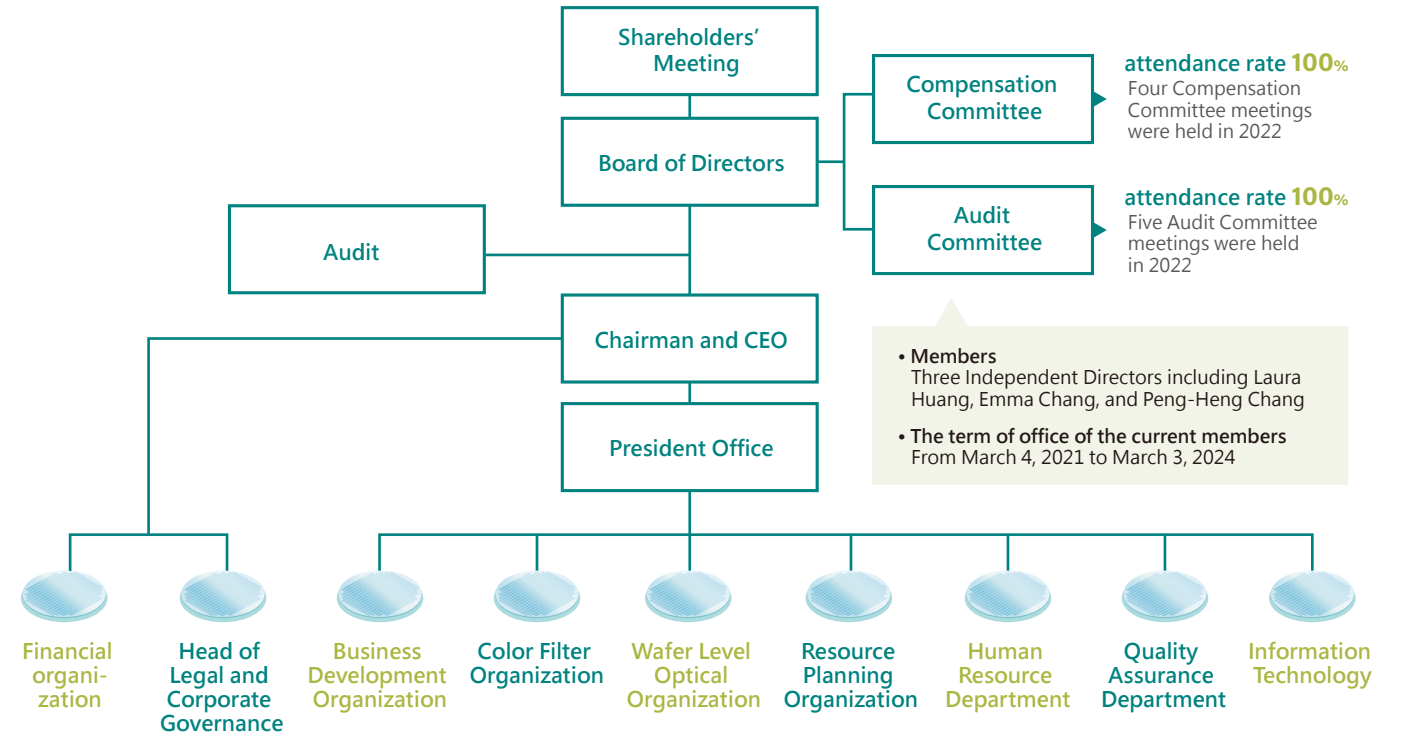 Shareholders’
Meeting
Board of Directors
Compensation
Committee
attendance rate 100%
Four Compensation
Committee meetings
were held in 2022
Audit
Committee
attendance rate 100%
Five Audit Committee
meetings were held
in 2022
Audit
Chairman and CEO
• Members
Three Independent Directors including Laura
Huang, Emma Chang, and Peng-Heng Chang
• The term of office of the current members
From March 4, 2021 to March 3, 2024
President Office
Financial
organi-
zation
Head of
Legal and
Corporate
Governance
Business
Development
Organization
Color Filter
Organization
Wafer Level
Optical
Organization
Resource
Planning
Organization
Human
Resource
Department
Quality
Assurance
Department
Information
Technology